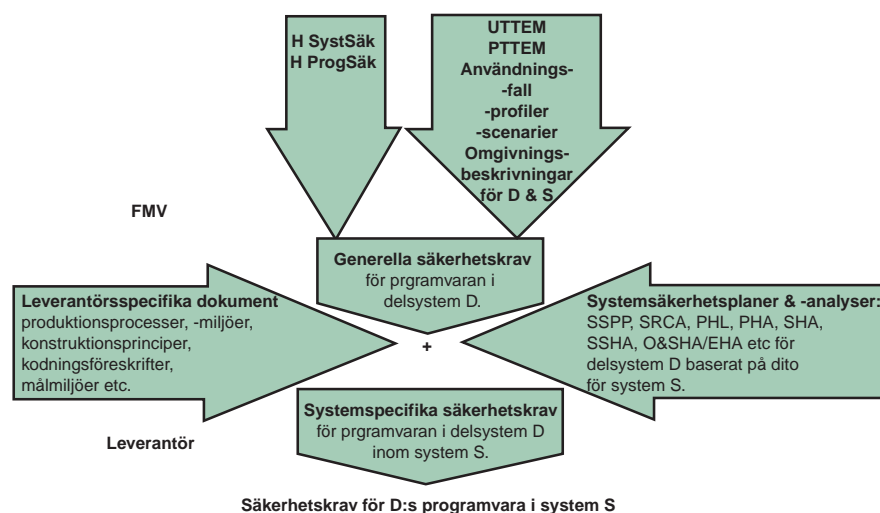 H SystSäk
H ProgSäk
UTTEM
PTTEM
Användnings-
-fall
-profiler
-scenarier
Omgivnings-
beskrivningar
för D & S
FMV
Generella säkerhetskrav
för prgramvaran i
delsystem D.
Leverantörsspecifika dokument
produktionsprocesser, -miljöer,
konstruktionsprinciper,
kodningsföreskrifter,
målmiljöer etc.
+
Systemsäkerhetsplaner & -analyser:
SSPP, SRCA, PHL, PHA, SHA,
SSHA, O&SHA/EHA etc för
delsystem D baserat på dito
för system S.
Systemspecifika säkerhetskrav
för prgramvaran i delsystem D
inom system S.
Leverantör
Säkerhetskrav för D:s programvara i system S